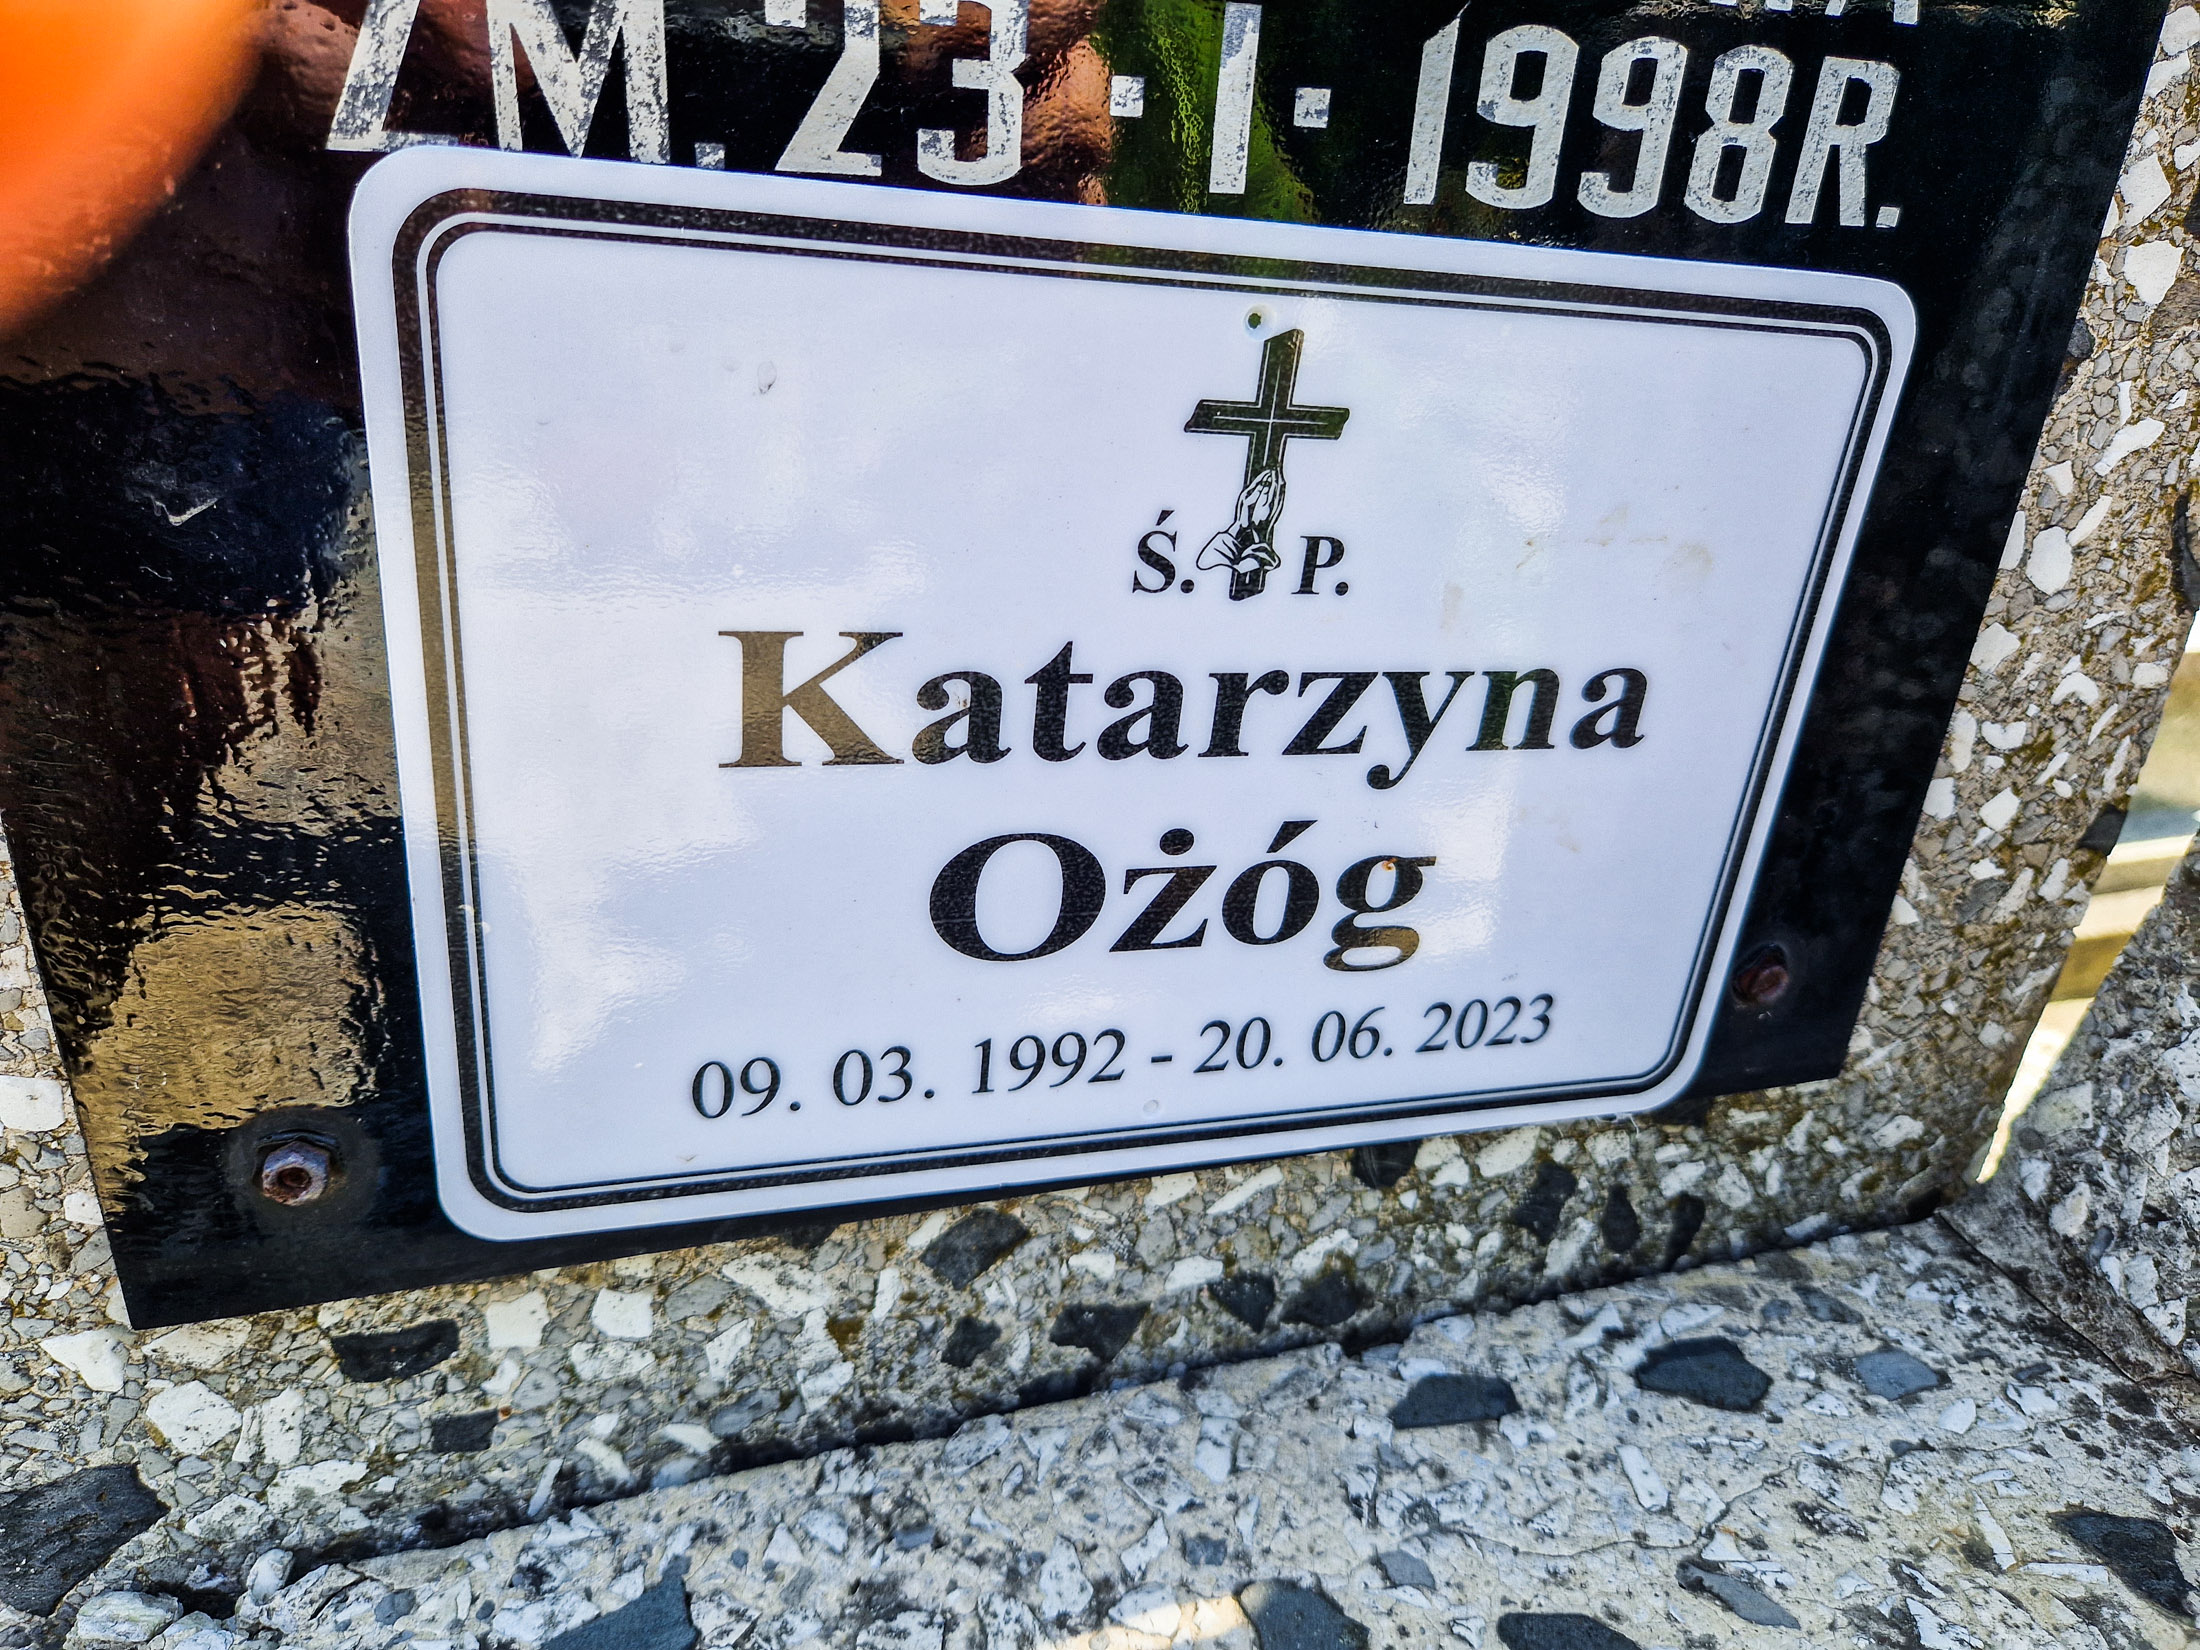 ZM. 23 · I · 1998R.
Ś. P.
Katarzyna
Ożóg
09. 03. 1992 - 20. 06. 2023